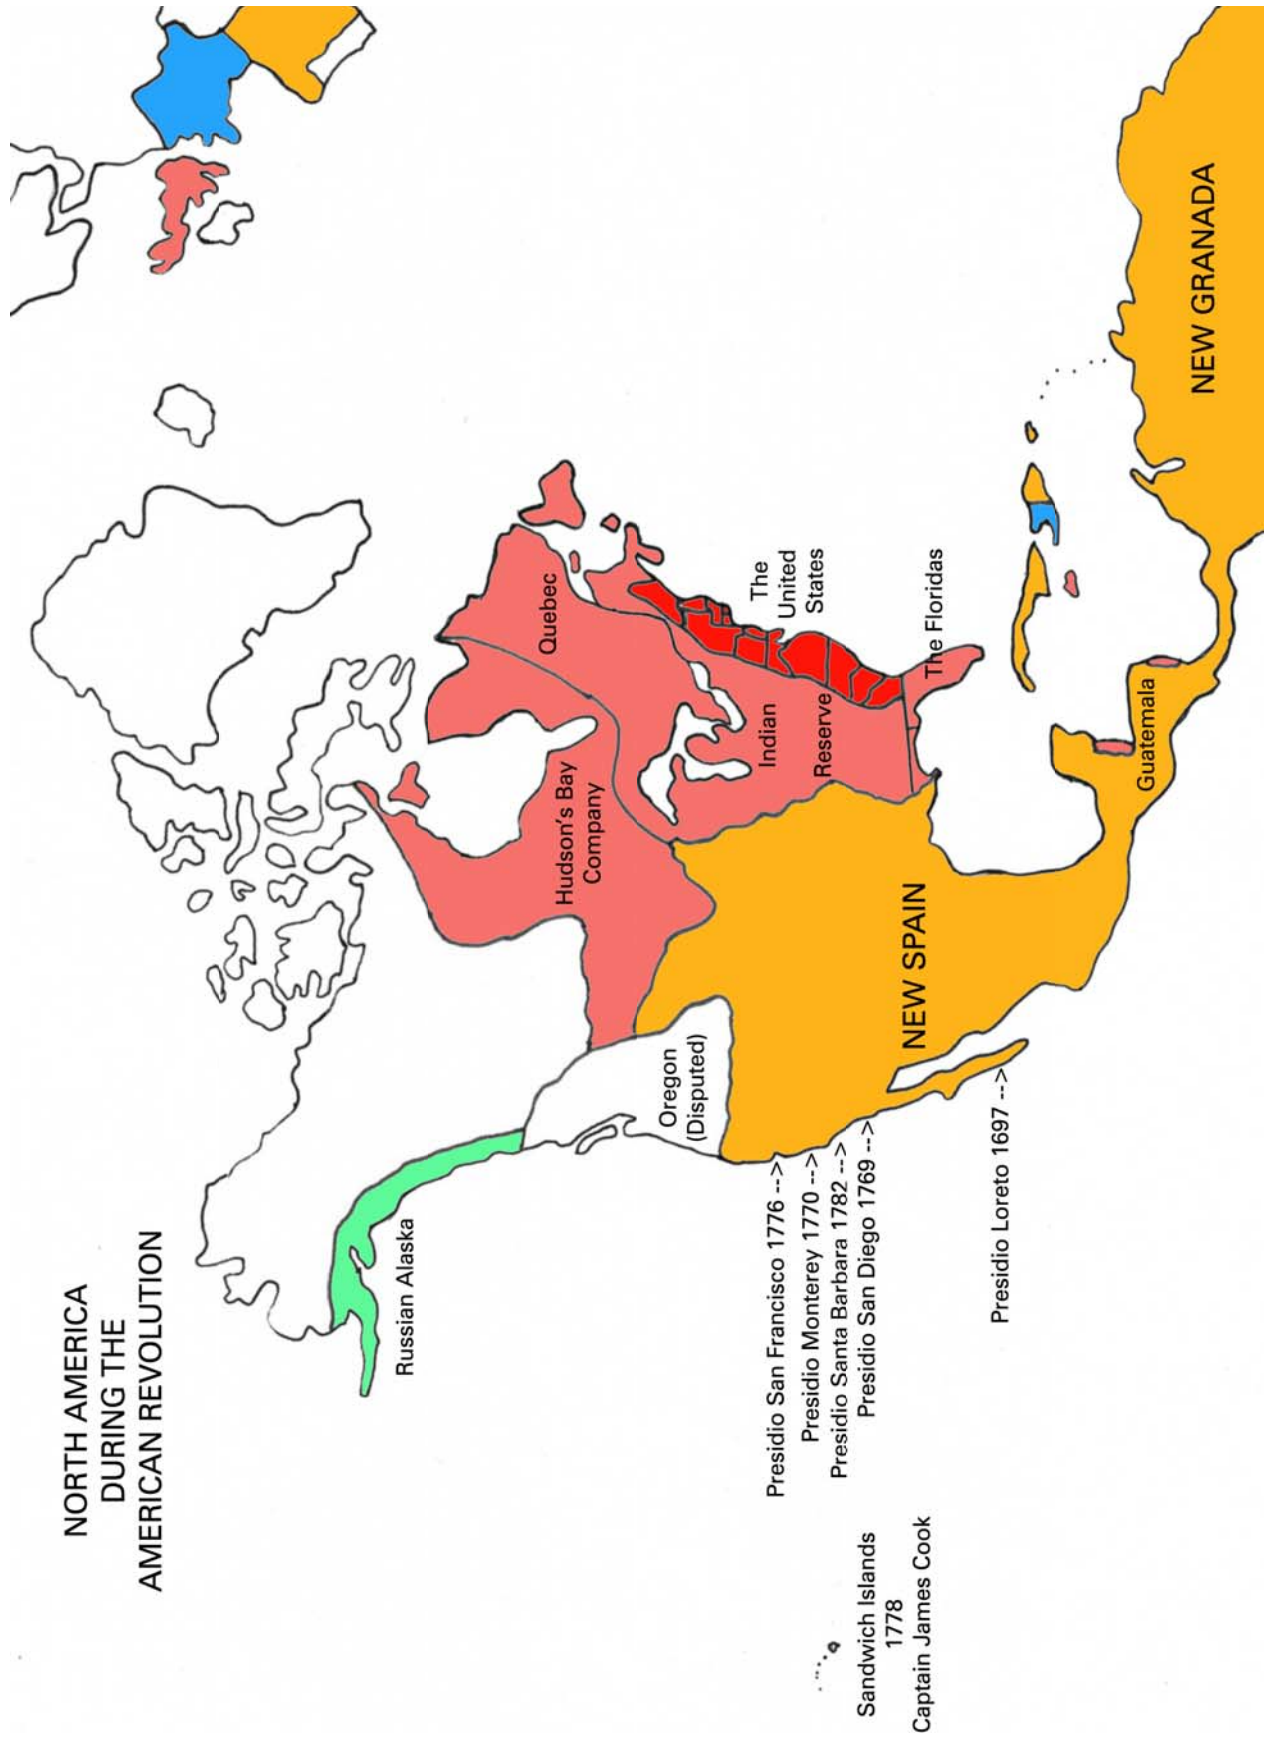 NORTH AMERICA
DURING THE
AMERICAN REVOLUTION
Russian Alaska
Hudson's Bay
Company
Quebec
Oregon
(Disputed)
Indian
Reserve
The
United
States
The Floridas
NEW SPAIN
Presidio San Francisco 1776 -->
Presidio Monterey 1770 -->
Presidio Santa Barbara 1782 -->
Presidio San Diego 1769 -->
Presidio Loreto 1697 -->
Sandwich Islands
1778
Captain James Cook
Guatemala
NEW GRANADA